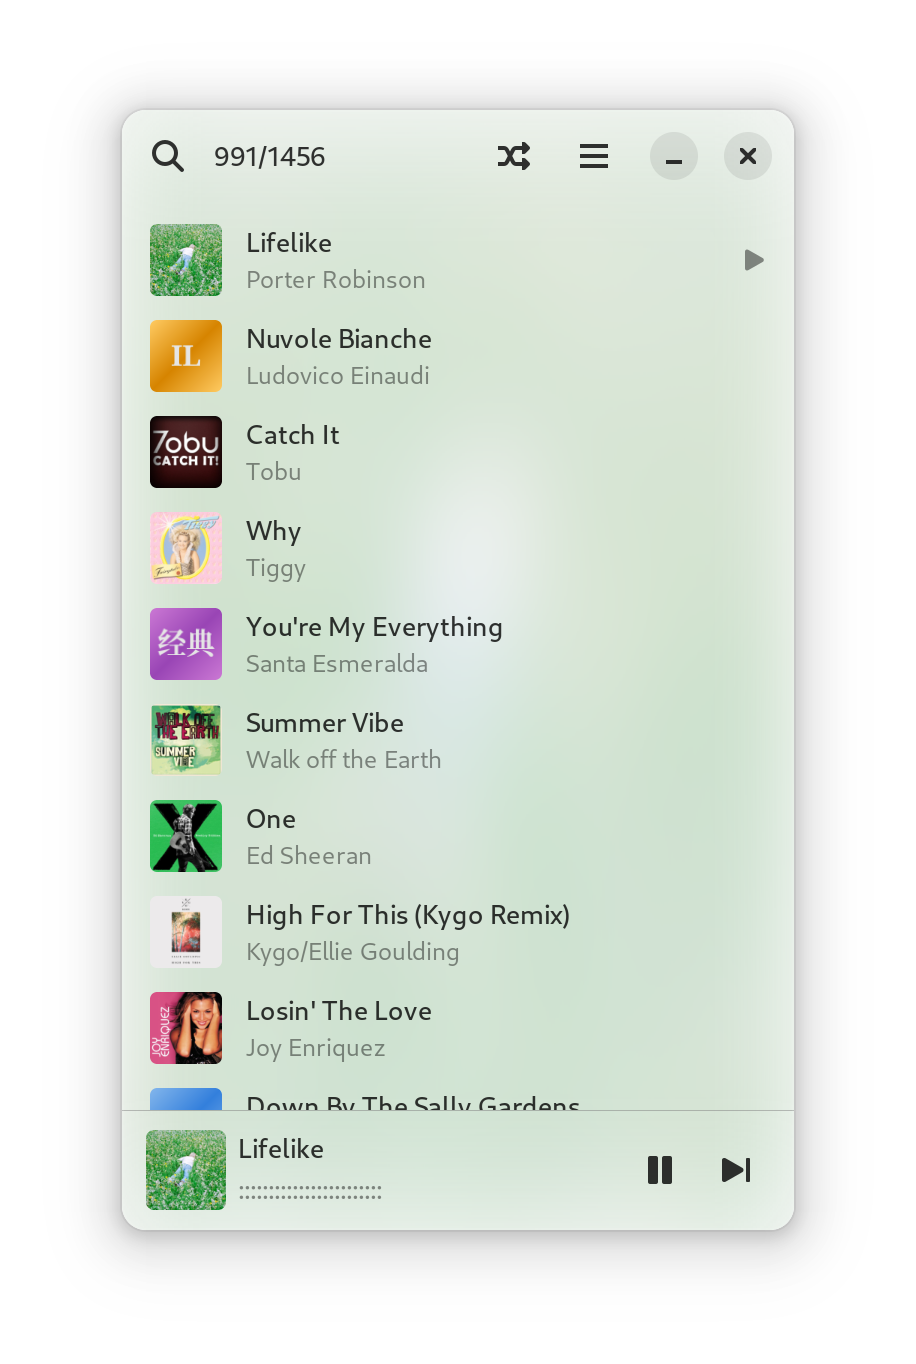 991/1456
Lifelike
Porter Robinson
IL
Nuvole Bianche
Ludovico Einaudi
Tobu
CATCH IT!
Catch It
Tobu
Why
Tiggy
经典
You're My Everything
Santa Esmeralda
WALK OFF
THE EARTH
SUMMER
VIBE
Summer Vibe
Walk off the Earth
One
Ed Sheeran
High For This (Kygo Remix)
Kygo/Ellie Goulding
JOY
ENRIQUEZ
Losin' The Love
Joy Enriquez
Down By The Sally Gardens
Lifelike